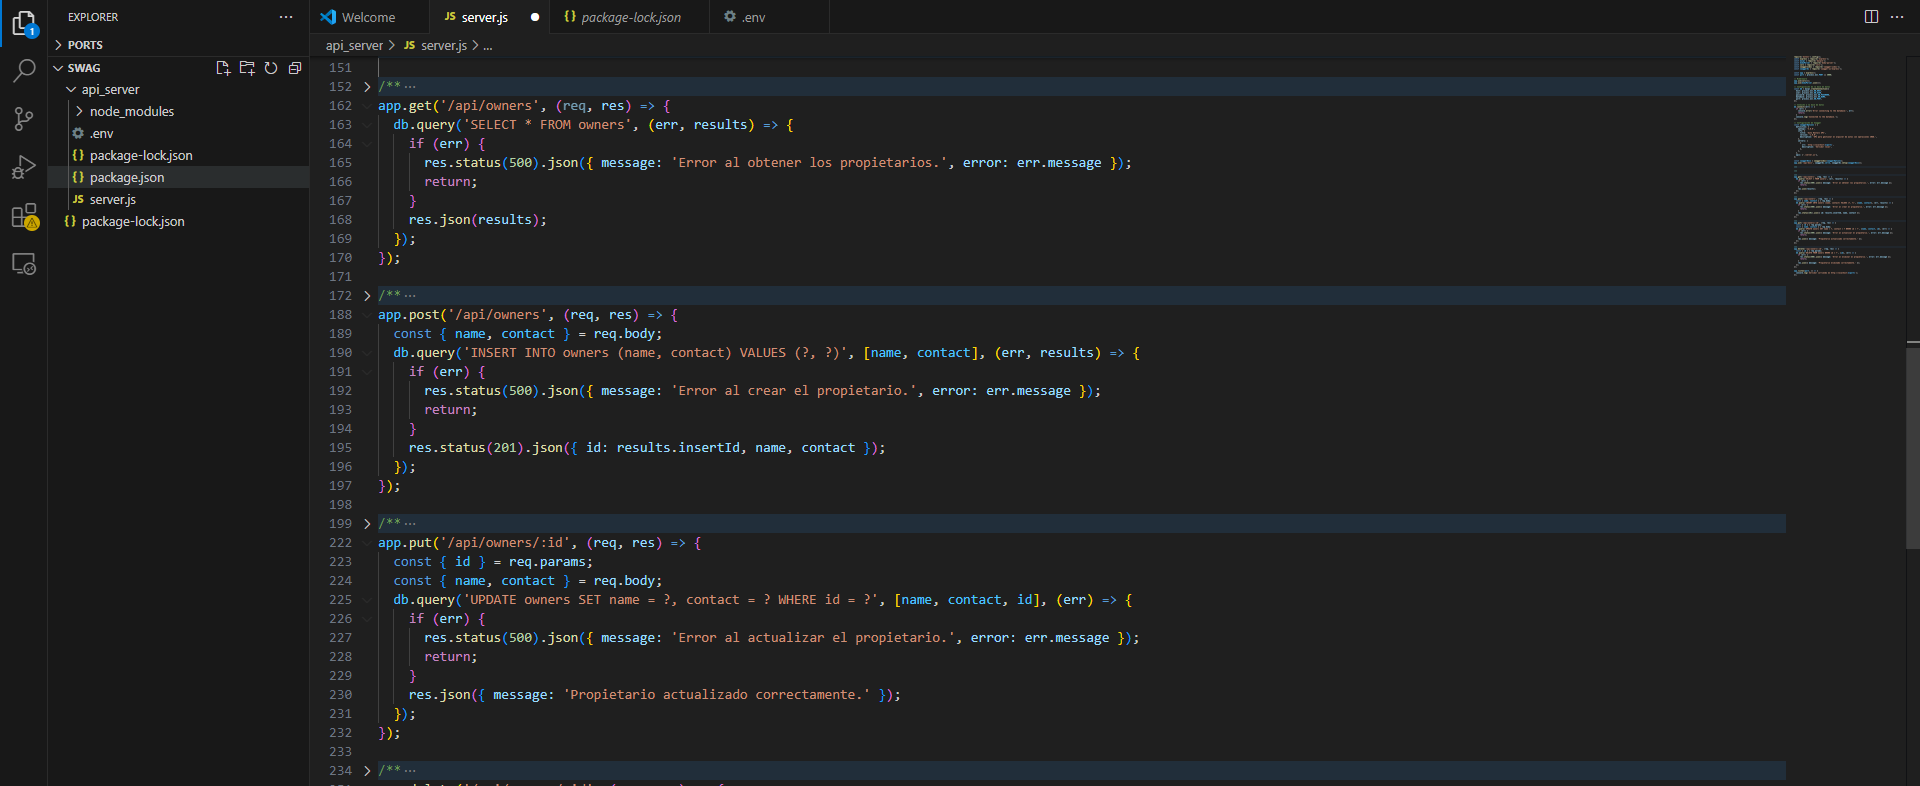 EXPLORER
PORTS
SWAG
api_server
node_modules
.env
package-lock.json
package.json
server.js
package-lock.json
1
Welcome
JS server.js
{} package-lock.json
.env
api_server > JS server.js > ...
151
152 /** ...
162 app.get('/api/owners', (req, res) => {
163 db.query('SELECT * FROM owners', (err, results) => {
164 if (err) {
165 res.status(500).json({ message: 'Error al obtener los propietarios.', error: err.message });
166 return;
167 }
168 res.json(results);
169 });
170 });
171
172 /** ...
188 app.post('/api/owners', (req, res) => {
189 const { name, contact } = req.body;
190 db.query('INSERT INTO owners (name, contact) VALUES (?, ?)', [name, contact], (err, results) => {
191 if (err) {
192 res.status(500).json({ message: 'Error al crear el propietario.', error: err.message });
193 return;
194 }
195 res.status(201).json({ id: results.insertId, name, contact });
196 });
197 });
198
199 /** ...
222 app.put('/api/owners/:id', (req, res) => {
223 const { id } = req.params;
224 const { name, contact } = req.body;
225 db.query('UPDATE owners SET name = ?, contact = ? WHERE id = ?', [name, contact, id], (err) => {
226 if (err) {
227 res.status(500).json({ message: 'Error al actualizar el propietario.', error: err.message });
228 return;
229 }
230 res.json({ message: 'Propietario actualizado correctamente.' });
231 });
232 });
233
234 /** ...